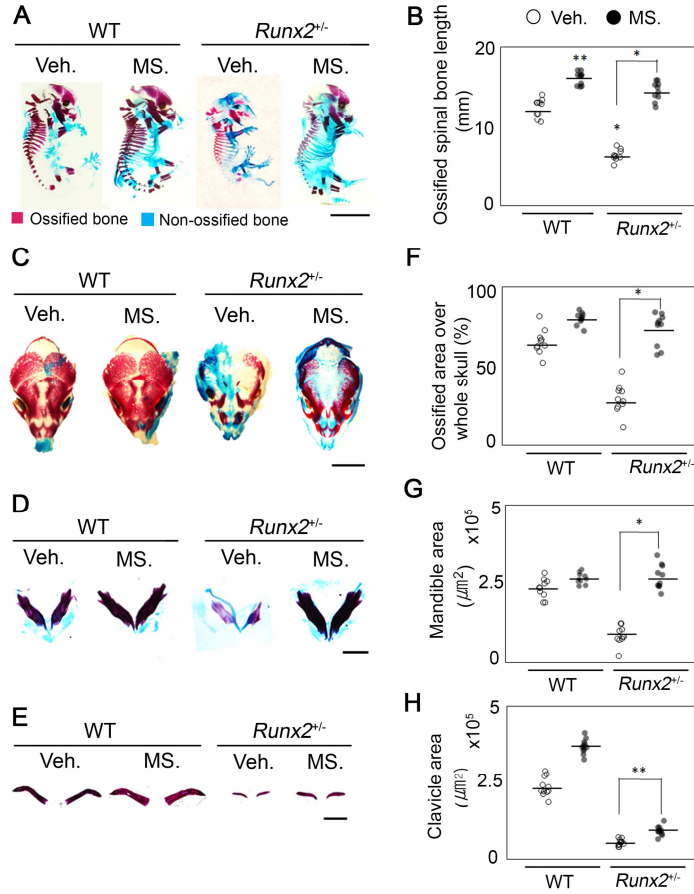 A
WT
Runx2+/-
Veh.
MS.
Veh.
MS.
Ossified bone
Non-ossified bone
B
Veh.
MS.
Ossified spinal bone length
(mm)
20
10
0
**
*
*
WT
Runx2+/-
C
WT
Runx2+/-
Veh.
MS.
Veh.
MS.
F
Ossified area over
whole skull (%)
100
50
0
*
WT
Runx2+/-
D
WT
Runx2+/-
Veh.
MS.
Veh.
MS.
G
Mandible area
(μm²)
x10⁵
5
2.5
0
*
WT
Runx2+/-
E
WT
Runx2+/-
Veh.
MS.
Veh.
MS.
H
Clavicle area
(μm²)
x10⁵
5
2.5
0
**
WT
Runx2+/-